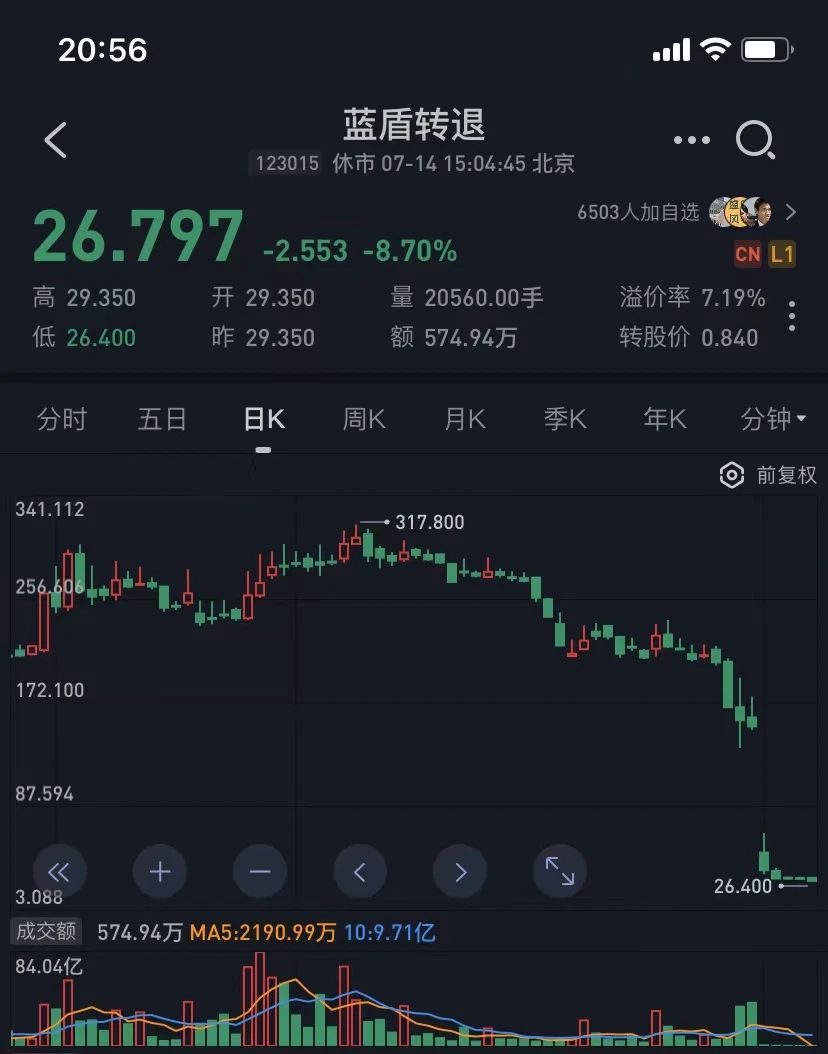 20:56
蓝盾转退
123015 休市 07-14 15:04:45 北京
26.797 -2.553 -8.70%
6503人加自选
CN L1
高 29.350 开 29.350 量 20560.00手 溢价率 7.19%
低 26.400 昨 29.350 额 574.94万 转股价 0.840
分时 五日 日K 周K 月K 季K 年K 分钟
前复权
341.112
317.800
256.606
172.100
87.594
3.088
26.400
成交额 574.94万 MA5:2190.99万 10:9.71亿
84.04亿